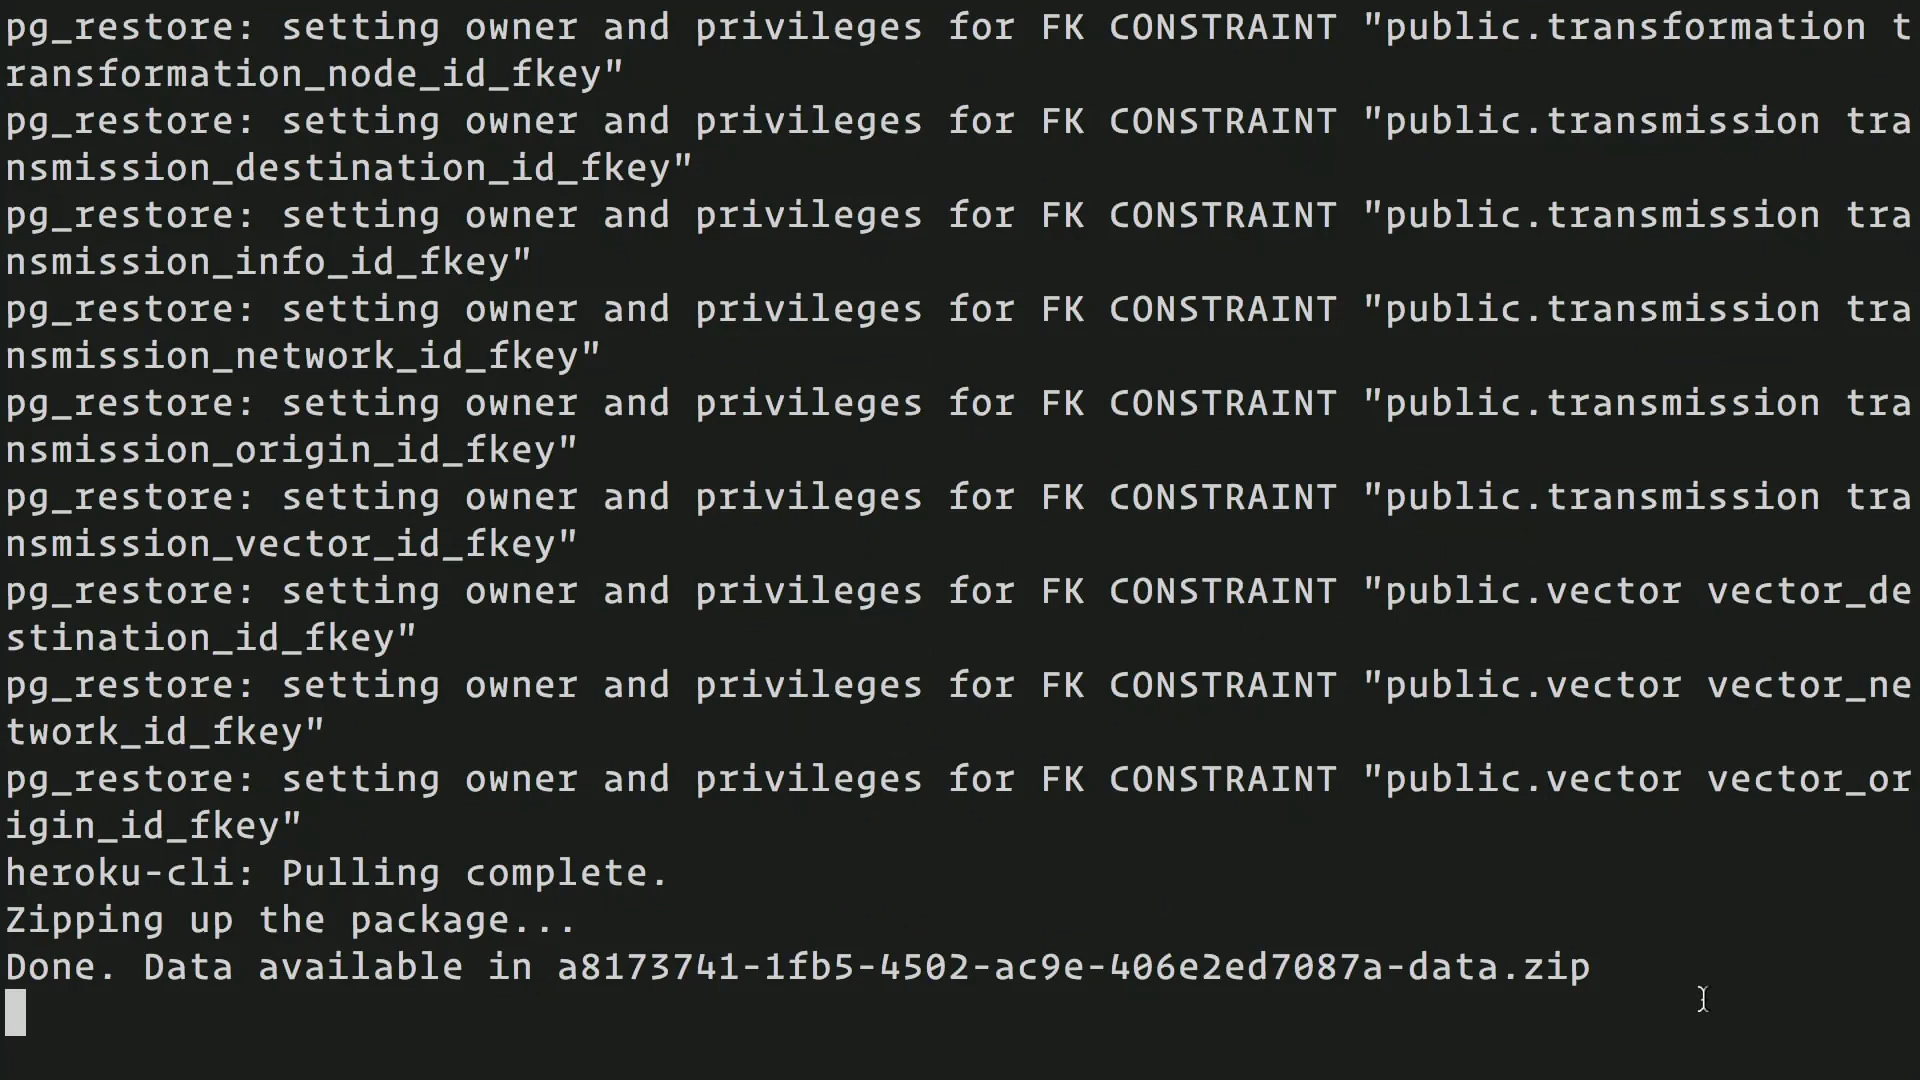 pg_restore: setting owner and privileges for FK CONSTRAINT "public.transformation t
ransformation_node_id_fkey"
pg_restore: setting owner and privileges for FK CONSTRAINT "public.transmission tra
nsmission_destination_id_fkey"
pg_restore: setting owner and privileges for FK CONSTRAINT "public.transmission tra
nsmission_info_id_fkey"
pg_restore: setting owner and privileges for FK CONSTRAINT "public.transmission tra
nsmission_network_id_fkey"
pg_restore: setting owner and privileges for FK CONSTRAINT "public.transmission tra
nsmission_origin_id_fkey"
pg_restore: setting owner and privileges for FK CONSTRAINT "public.transmission tra
nsmission_vector_id_fkey"
pg_restore: setting owner and privileges for FK CONSTRAINT "public.vector vector_de
stination_id_fkey"
pg_restore: setting owner and privileges for FK CONSTRAINT "public.vector vector_ne
twork_id_fkey"
pg_restore: setting owner and privileges for FK CONSTRAINT "public.vector vector_or
igin_id_fkey"
heroku-cli: Pulling complete.
Zipping up the package...
Done. Data available in a8173741-1fb5-4502-ac9e-406e2ed7087a-data.zip